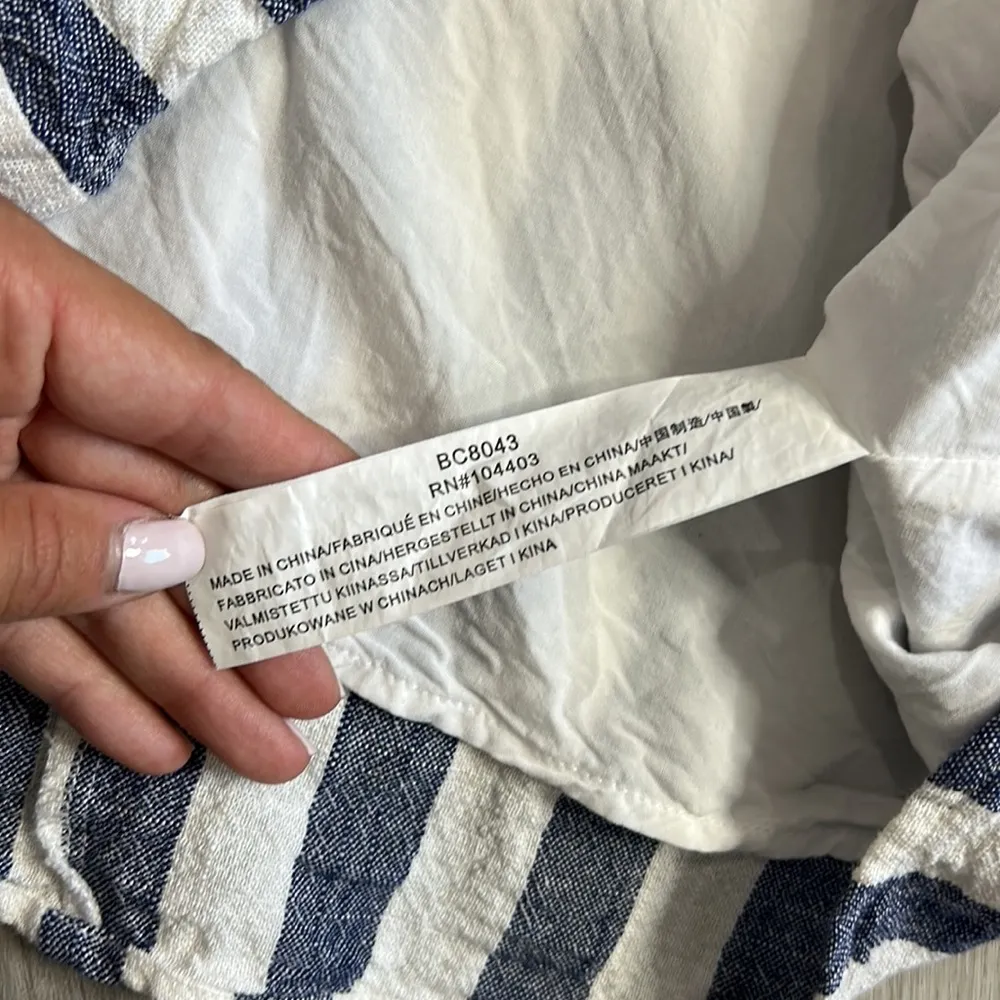 BC8043
RN#104403
MADE IN CHINA/FABRIQUÉ EN CHINE/HECHO EN CHINA/中国制造/中国製/
FABBRICATO IN CINA/HERGESTELLT IN CHINA/CHINA MAAKT/
VALMISTETTU KIINASSA/TILLVERKAD I KINA/PRODUCERET I KINA/
PRODUKOWANE W CHINACH/LAGET I KINA